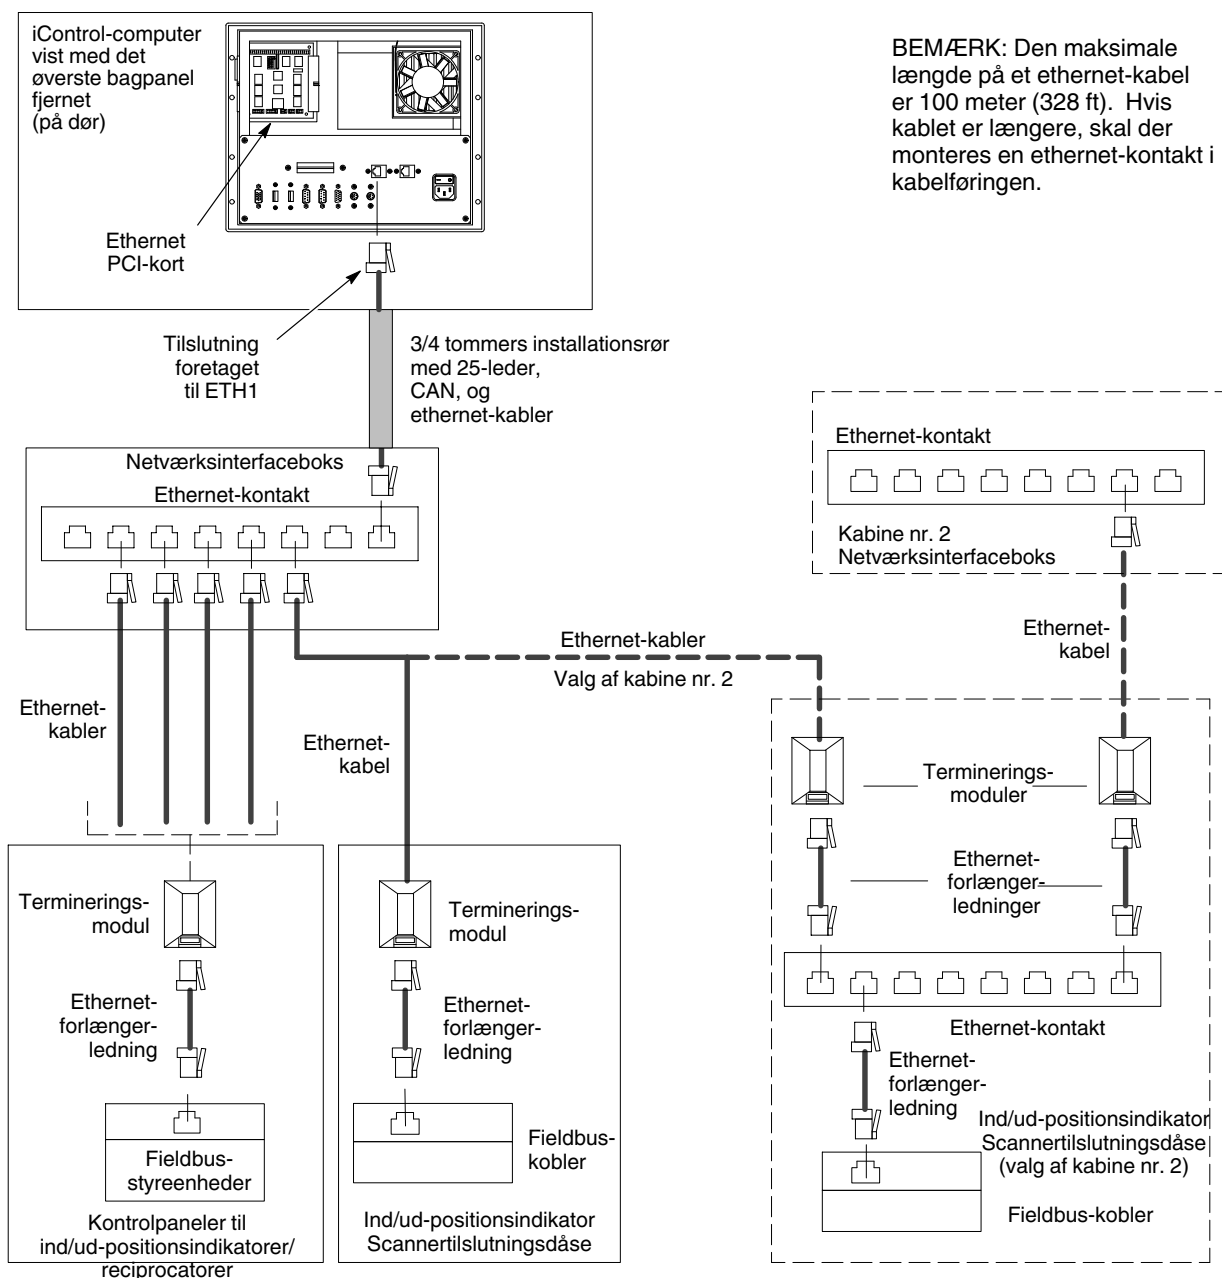 iControl-computer
vist med det
øverste bagpanel
fjernet
(på dør)
BEMÆRK: Den maksimale
længde på et ethernet-kabel
er 100 meter (328 ft). Hvis
kablet er længere, skal der
monteres en ethernet-kontakt i
kabelføringen.
Ethernet
PCI-kort
Tilslutning
foretaget
til ETH1
3/4 tommers installationsrør
med 25-leder,
CAN, og
ethernet-kabler
Netværksinterfaceboks
Ethernet-kontakt
Ethernet-kontakt
Kabine nr. 2
Netværksinterfaceboks
Ethernet-kabler
Valg af kabine nr. 2
Ethernet-
kabel
Ethernet-
kabler
Ethernet-
kabel
Terminerings-
moduler
Ethernet-
forlænger-
ledninger
Terminerings-
modul
Terminerings-
modul
Ethernet-
forlænger-
ledning
Ethernet-
forlænger-
ledning
Ethernet-kontakt
Ethernet-
forlænger-
ledning
Fieldbus-
styreenheder
Fieldbus-
kobler
Ind/ud-positionsindikator
Scannertilslutningsdåse
(valg af kabine nr. 2)
Fieldbus-kobler
Kontrolpaneler til
ind/ud-positionsindikatorer/
reciprocatorer
Ind/ud-positionsindikator
Scannertilslutningsdåse